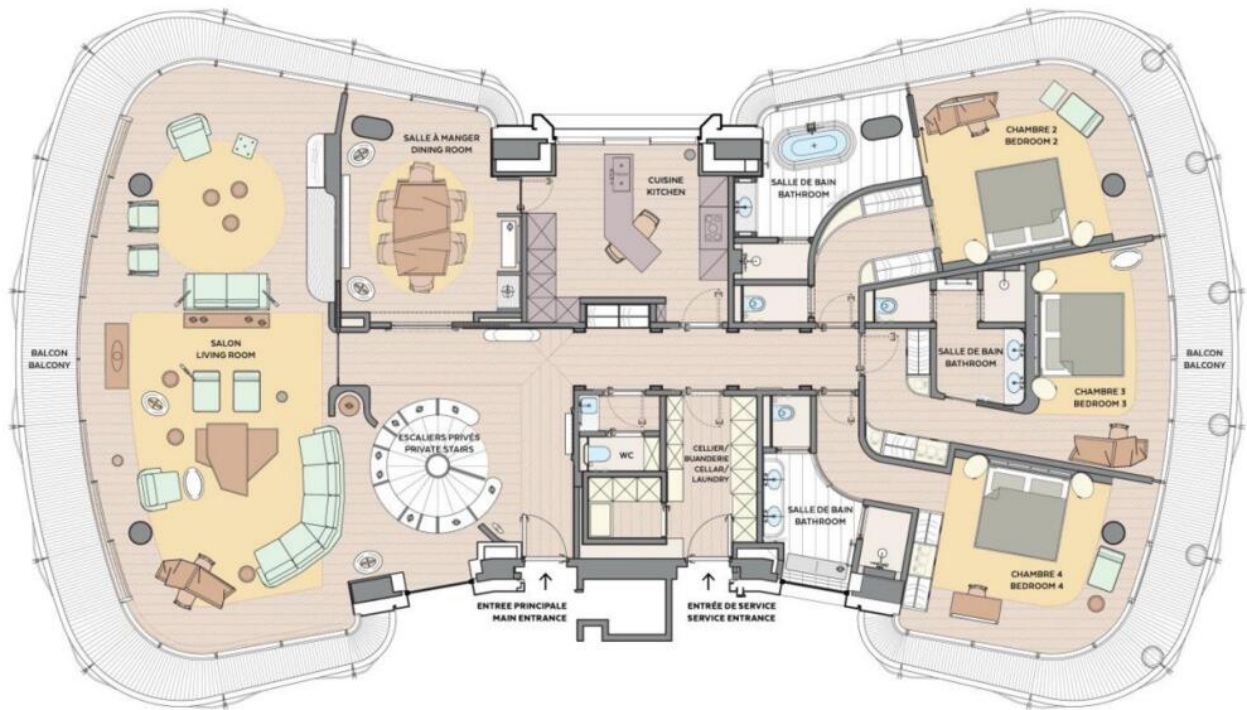 SALLE À MANGER
DINING ROOM
CUISINE
KITCHEN
SALLE DE BAIN
BATHROOM
CHAMBRE 2
BEDROOM 2
BALCON
BALCONY
SALON
LIVING ROOM
SALLE DE BAIN
BATHROOM
CHAMBRE 3
BEDROOM 3
BALCON
BALCONY
ESCALIERS PRIVÉS
PRIVATE STAIRS
WC
CELLIER/
BUANDERIE
CELLAR/
LAUNDRY
SALLE DE BAIN
BATHROOM
CHAMBRE 4
BEDROOM 4
ENTREE PRINCIPALE
MAIN ENTRANCE
ENTRÉE DE SERVICE
SERVICE ENTRANCE